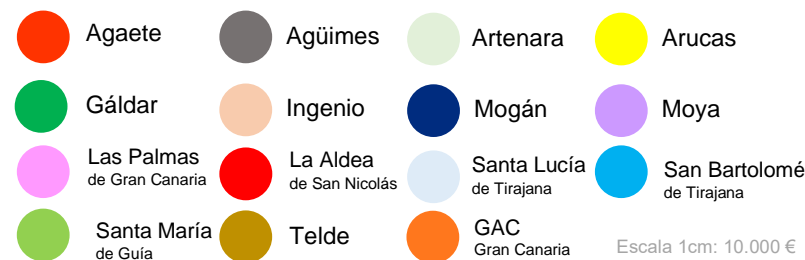 Agaete
Agüimes
Artenara
Arucas
Gáldar
Ingenio
Mogán
Moya
Las Palmas
de Gran Canaria
La Aldea
de San Nicolás
Santa Lucía
de Tirajana
San Bartolomé
de Tirajana
Santa María
de Guía
Telde
GAC
Gran Canaria
Escala 1cm: 10.000 €